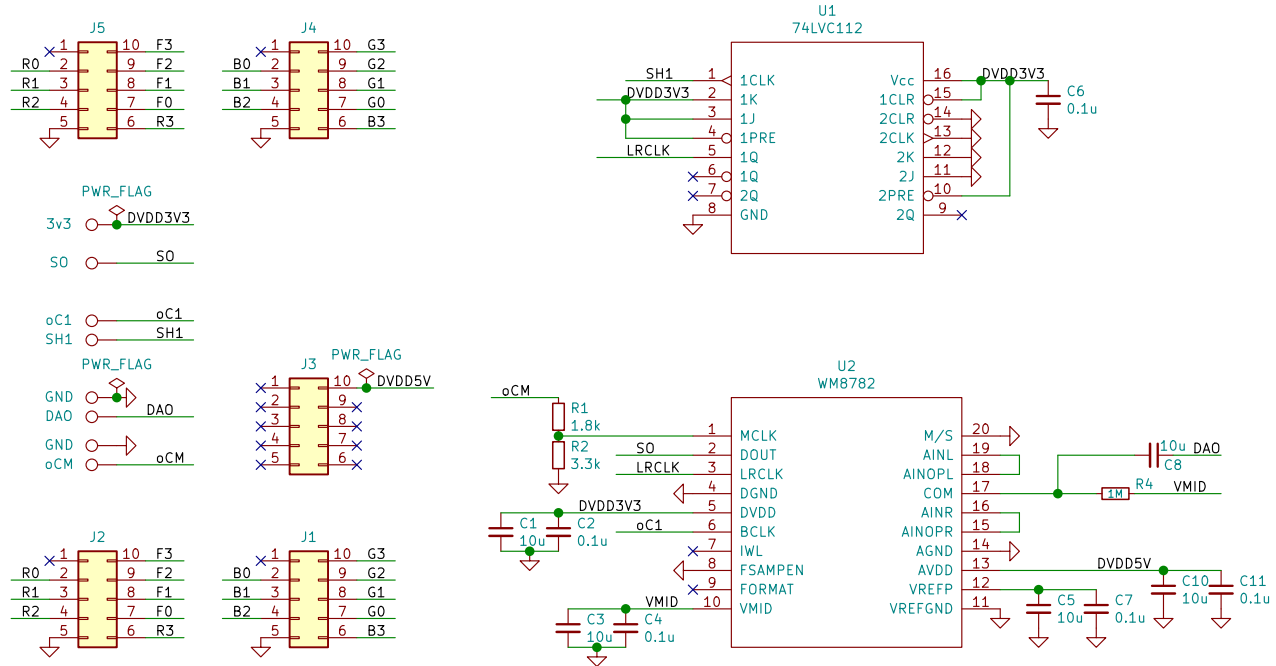 J5
1 10 F3
R0 2 9 F2
R1 3 8 F1
R2 4 7 F0
5 6 R3
J4
1 10 G3
B0 2 9 G2
B1 3 8 G1
B2 4 7 G0
5 6 B3
PWR_FLAG
3v3 DVDD3V3
SO SO
oC1 oC1
SH1 SH1
PWR_FLAG
GND
DAO DAO
GND
oCM oCM
J3
PWR_FLAG
1 10 DVDD5V
2 9
3 8
4 7
5 6
J2
1 10 F3
R0 2 9 F2
R1 3 8 F1
R2 4 7 F0
5 6 R3
J1
1 10 G3
B0 2 9 G2
B1 3 8 G1
B2 4 7 G0
5 6 B3
U1
74LVC112
SH1 1 1CLK Vcc 16 DVDD3V3
DVDD3V3 2 1K 1CLR 15
3 1J 2CLR 14
4 1PRE 2CLK 13
LRCLK 5 1Q 2K 12
6 1Q 2J 11
7 2Q 2PRE 10
8 GND 2Q 9
C6
0.1u
U2
WM8782
oCM
R1
1.8k
R2
3.3k
1 MCLK M/S 20
SO 2 DOUT AINL 19
LRCLK 3 LRCLK AINOPL 18
4 DGND COM 17
DVDD3V3 5 DVDD AINR 16
oC1 6 BCLK AINOPR 15
7 IWL AGND 14
8 FSAMPEN AVDD 13 DVDD5V
9 FORMAT VREFP 12
VMID 10 VMID VREFGND 11
C1
10u
C2
0.1u
C3
10u
C4
0.1u
10u
C8
DAO
1M R4 VMID
C5
10u
C7
0.1u
C10
10u
C11
0.1u